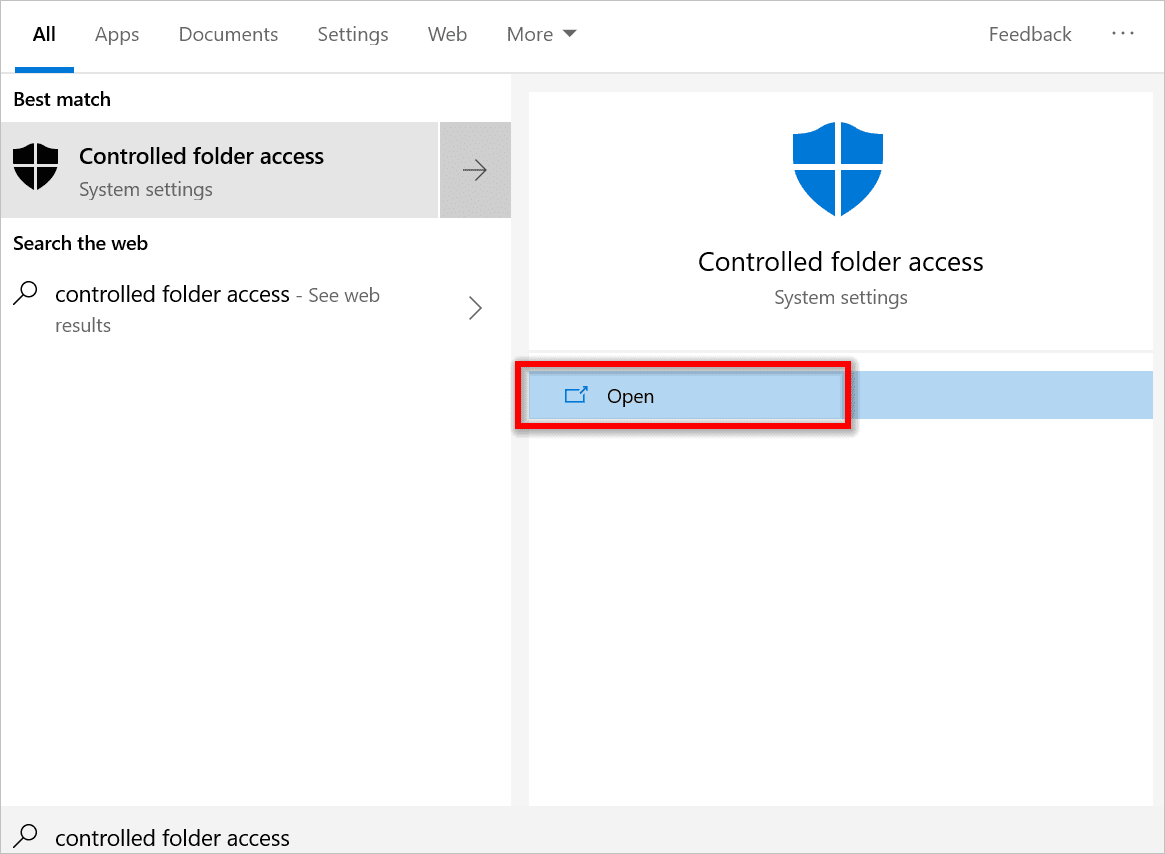 All Apps Documents Settings Web More Feedback ...
Best match
Controlled folder access
System settings
Search the web
controlled folder access - See web
results
Controlled folder access
System settings
Open
controlled folder access